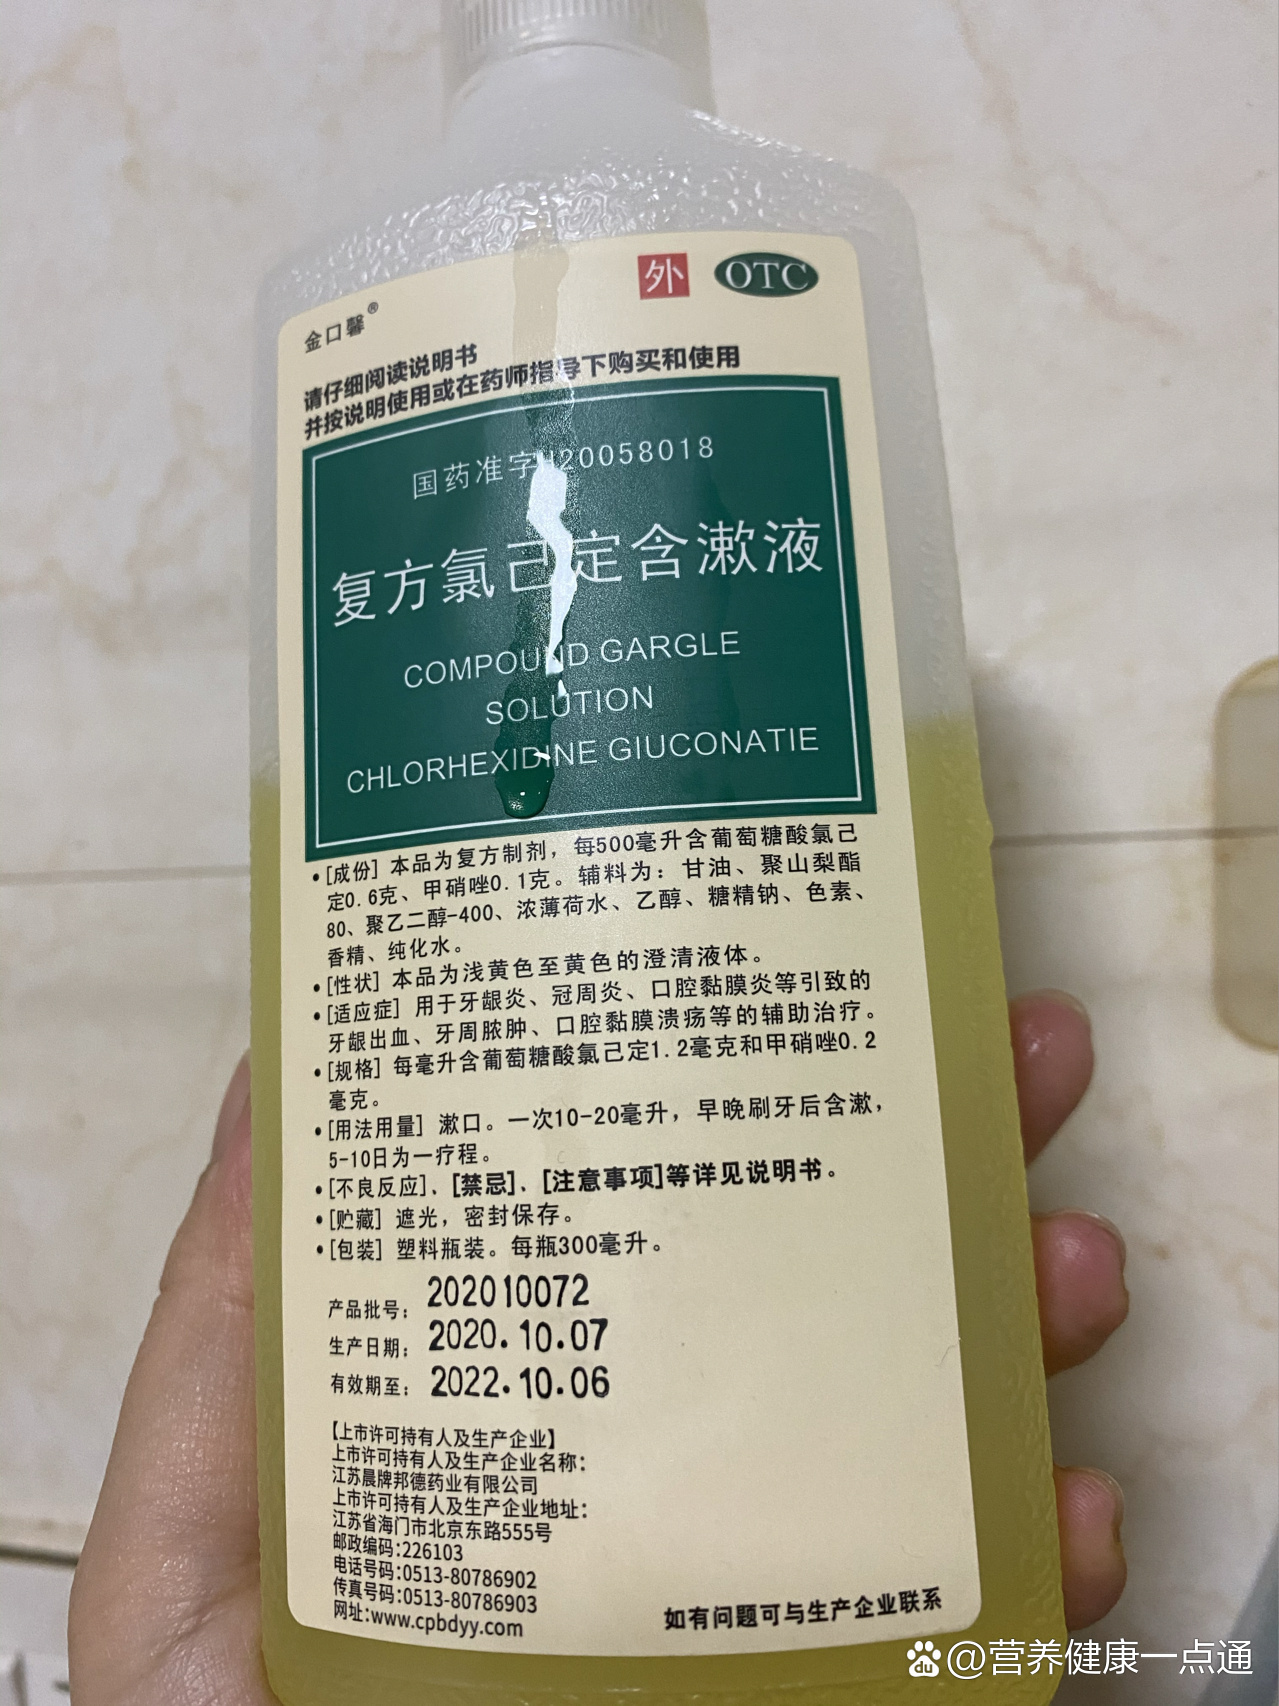 外 OTC
金口馨®
请仔细阅读说明书
并按说明使用或在药师指导下购买和使用
国药准字H20058018
复方氯己定含漱液
COMPOUND GARGLE
SOLUTION
CHLORHEXIDINE GIUCONATIE
•[成份] 本品为复方制剂，每500毫升含葡萄糖酸氯己
定0.6克、甲硝唑0.1克。辅料为：甘油、聚山梨酯
80、聚乙二醇-400、浓薄荷水、乙醇、糖精钠、色素、
香精、纯化水。
•[性状] 本品为浅黄色至黄色的澄清液体。
•[适应症] 用于牙龈炎、冠周炎、口腔黏膜炎等引致的
牙龈出血、牙周脓肿、口腔黏膜溃疡等的辅助治疗。
•[规格] 每毫升含葡萄糖酸氯己定1.2毫克和甲硝唑0.2
毫克。
•[用法用量] 漱口。一次10-20毫升，早晚刷牙后含漱，
5-10日为一疗程。
•[不良反应]、[禁忌]、[注意事项]等详见说明书。
•[贮藏] 遮光，密封保存。
•[包装] 塑料瓶装。每瓶300毫升。
产品批号：202010072
生产日期：2020.10.07
有效期至：2022.10.06
【上市许可持有人及生产企业】
上市许可持有人及生产企业名称：
江苏晨牌邦德药业有限公司
上市许可持有人及生产企业地址：
江苏省海门市北京东路555号
邮政编码：226103
电话号码：0513-80786902
传真号码：0513-80786903
网址：www.cpbdyy.com
如有问题可与生产企业联系
du @营养健康一点通